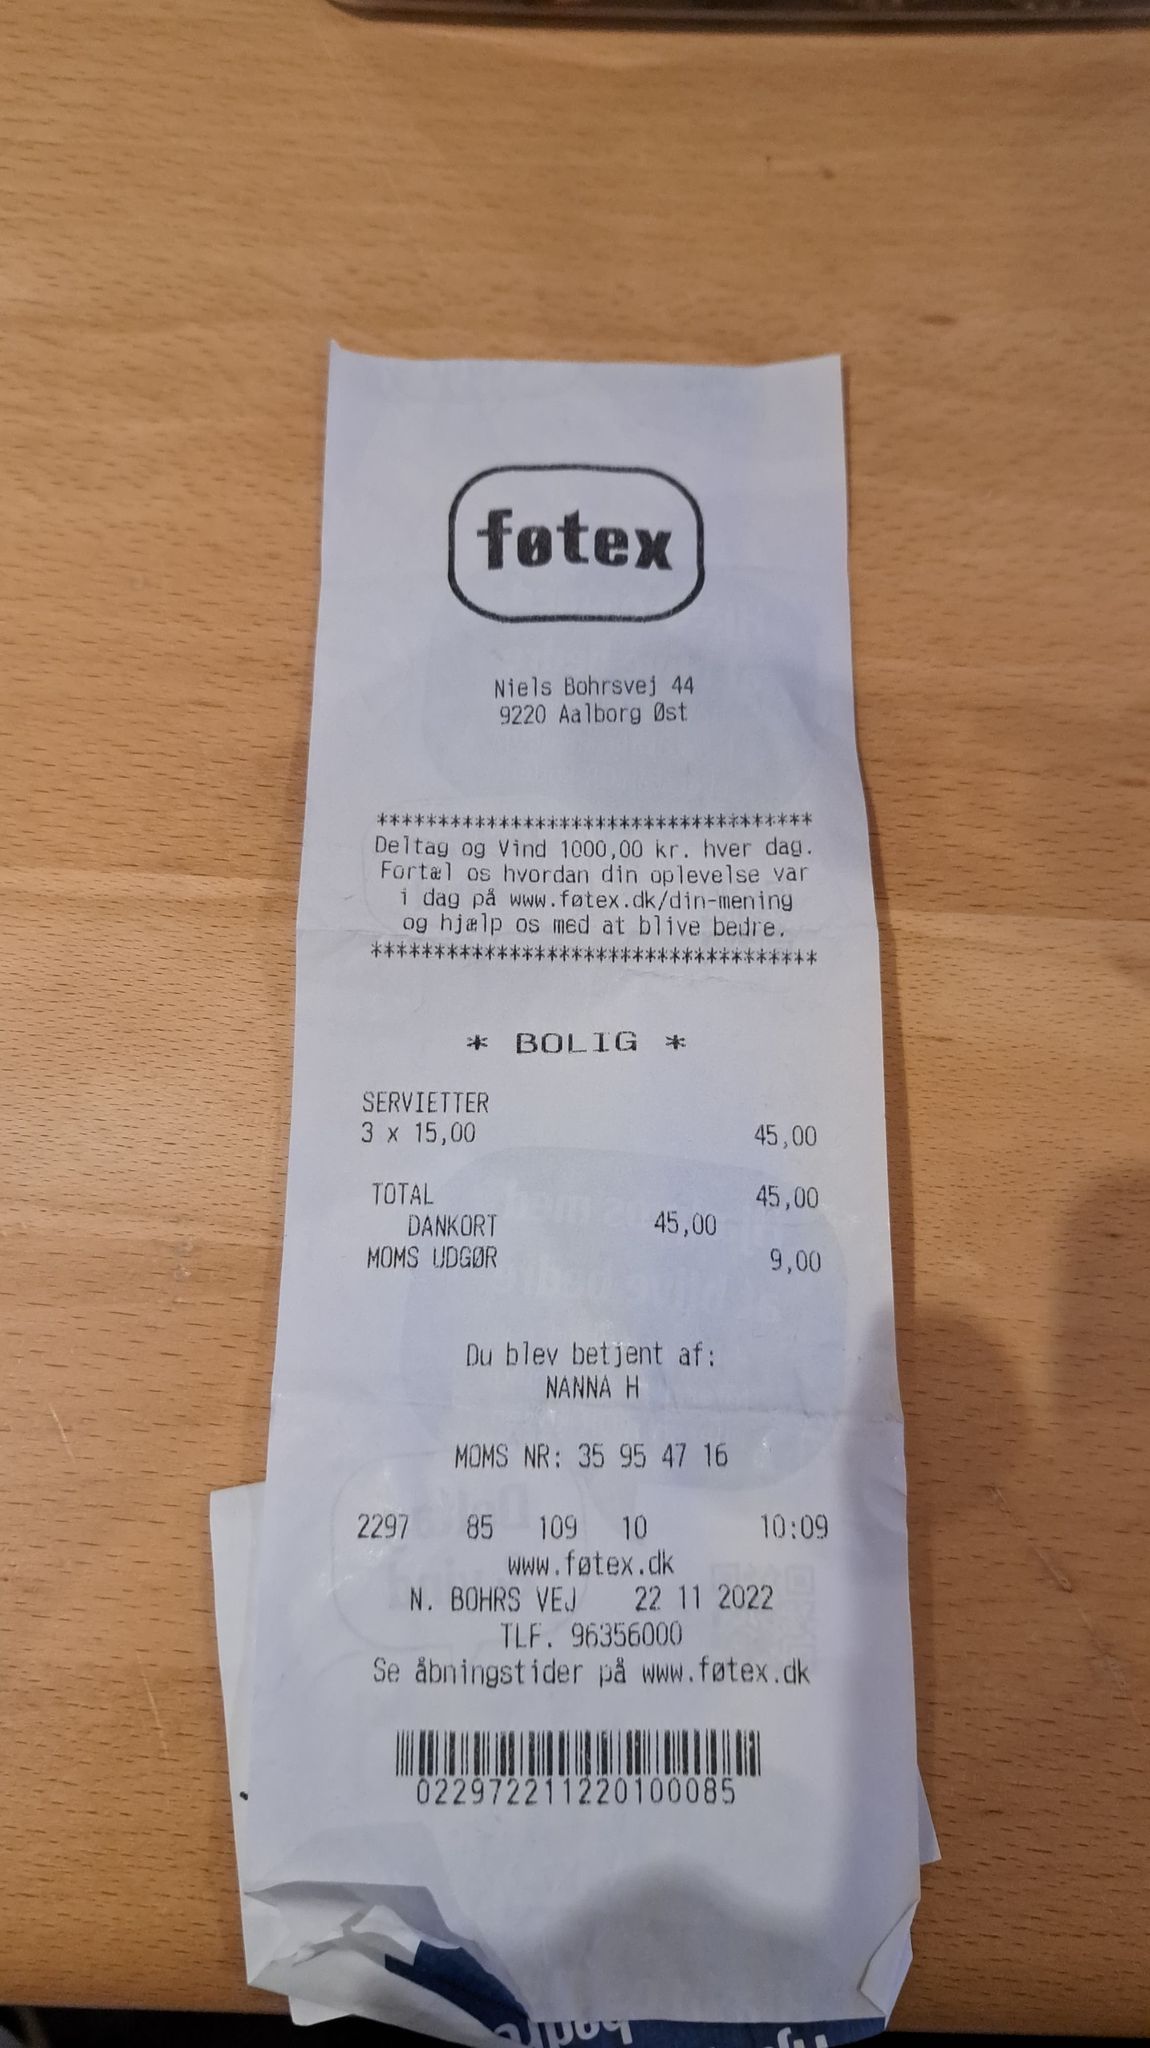 føtex
Niels Bohrsvej 44
9220 Aalborg Øst
************************************
Deltag og Vind 1000,00 kr. hver dag.
Fortæl os hvordan din oplevelse var
i dag på www.føtex.dk/din-mening
og hjælp os med at blive bedre.
************************************
* BOLIG *
SERVIETTER
3 x 15,00 45,00
TOTAL 45,00
DANKORT 45,00
MOMS UDGØR 9,00
Du blev betjent af:
NANNA H
MOMS NR: 35 95 47 16
2297 85 109 10 10:09
www.føtex.dk
N. BOHRS VEJ 22 11 2022
TLF. 96356000
Se åbningstider på www.føtex.dk
022972211220100085